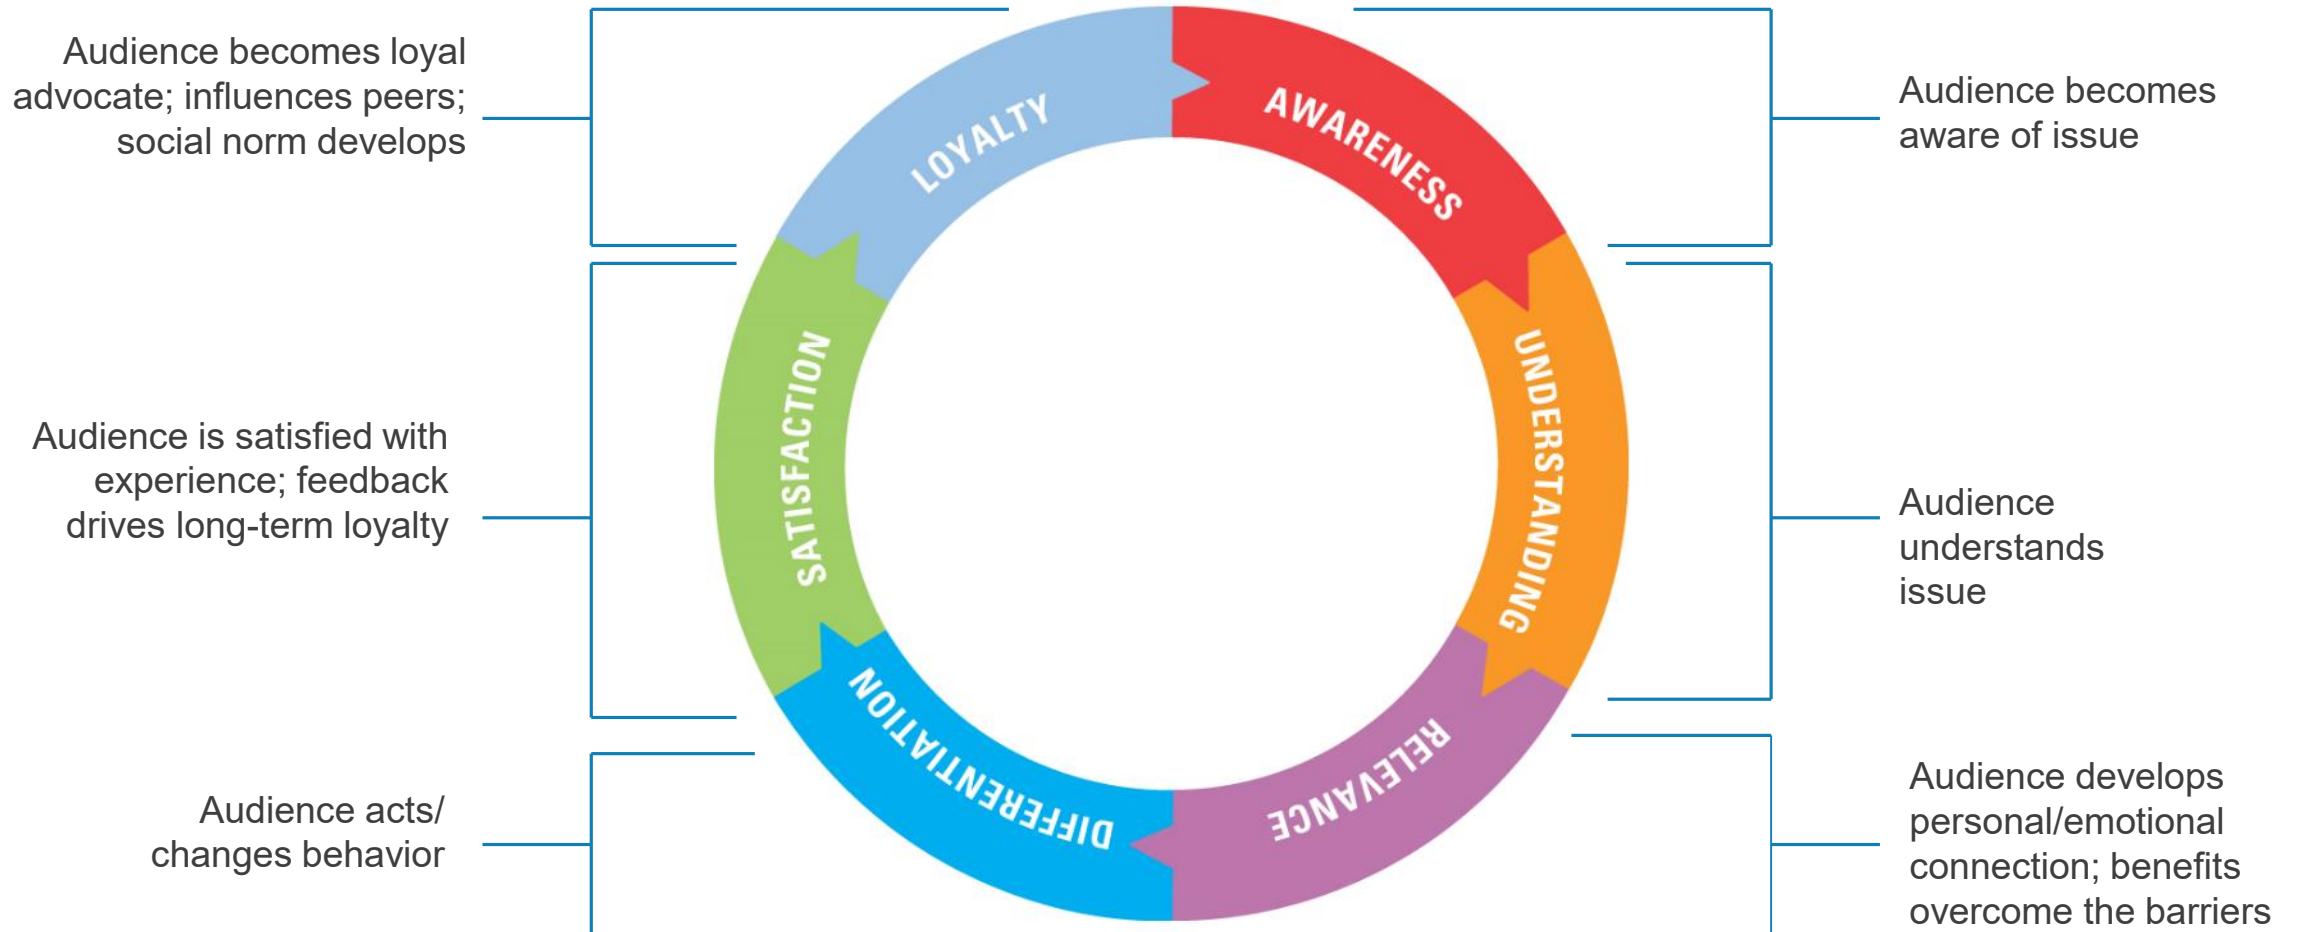 Audience becomes loyal
advocate; influences peers;
social norm develops
LOYALTY
AWARENESS
Audience becomes
aware of issue
Audience is satisfied with
experience; feedback
drives long-term loyalty
SATISFACTION
UNDERSTANDING
Audience
understands
issue
Audience acts/
changes behavior
DIFFERENTIATION
RELEVANCE
Audience develops
personal/emotional
connection; benefits
overcome the barriers